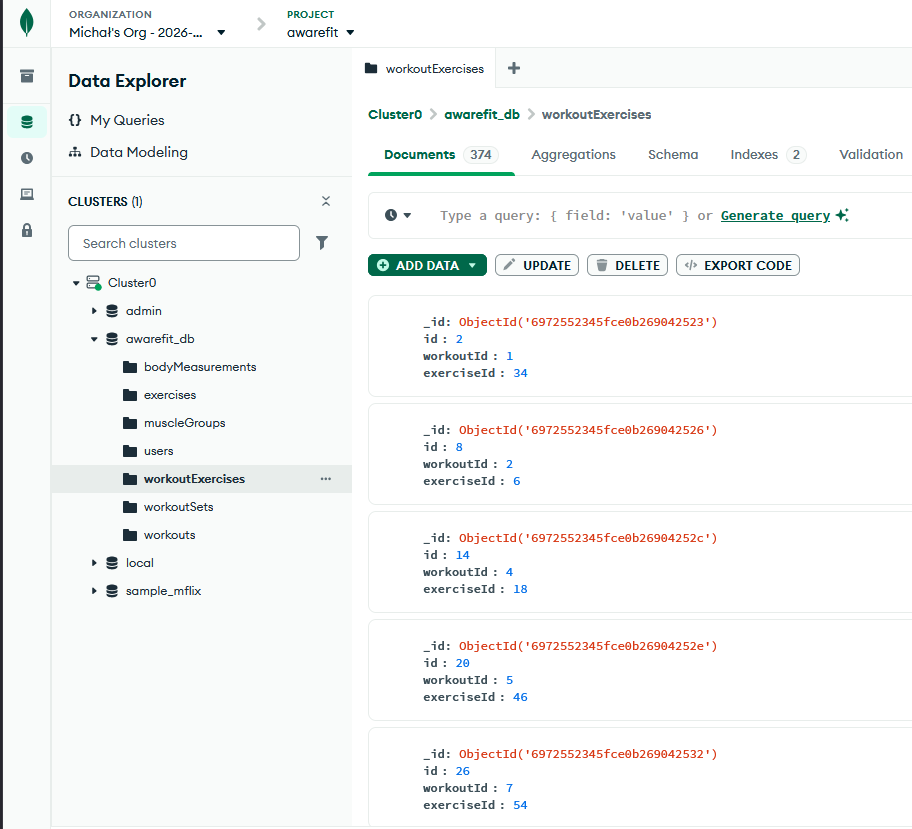 ORGANIZATION
Michał's Org - 2026-...
PROJECT
awarefit
Data Explorer
{} My Queries
Data Modeling
CLUSTERS (1)
Search clusters
Cluster0
admin
awarefit_db
bodyMeasurements
exercises
muscleGroups
users
workoutExercises
workoutSets
workouts
local
sample_mflix
workoutExercises
Cluster0 > awarefit_db > workoutExercises
Documents 374 Aggregations Schema Indexes 2 Validation
Type a query: { field: 'value' } or Generate query
ADD DATA UPDATE DELETE EXPORT CODE
_id: ObjectId('6972552345fce0b269042523')
id : 2
workoutId : 1
exerciseId : 34
_id: ObjectId('6972552345fce0b269042526')
id : 8
workoutId : 2
exerciseId : 6
_id: ObjectId('6972552345fce0b26904252c')
id : 14
workoutId : 4
exerciseId : 18
_id: ObjectId('6972552345fce0b26904252e')
id : 20
workoutId : 5
exerciseId : 46
_id: ObjectId('6972552345fce0b269042532')
id : 26
workoutId : 7
exerciseId : 54